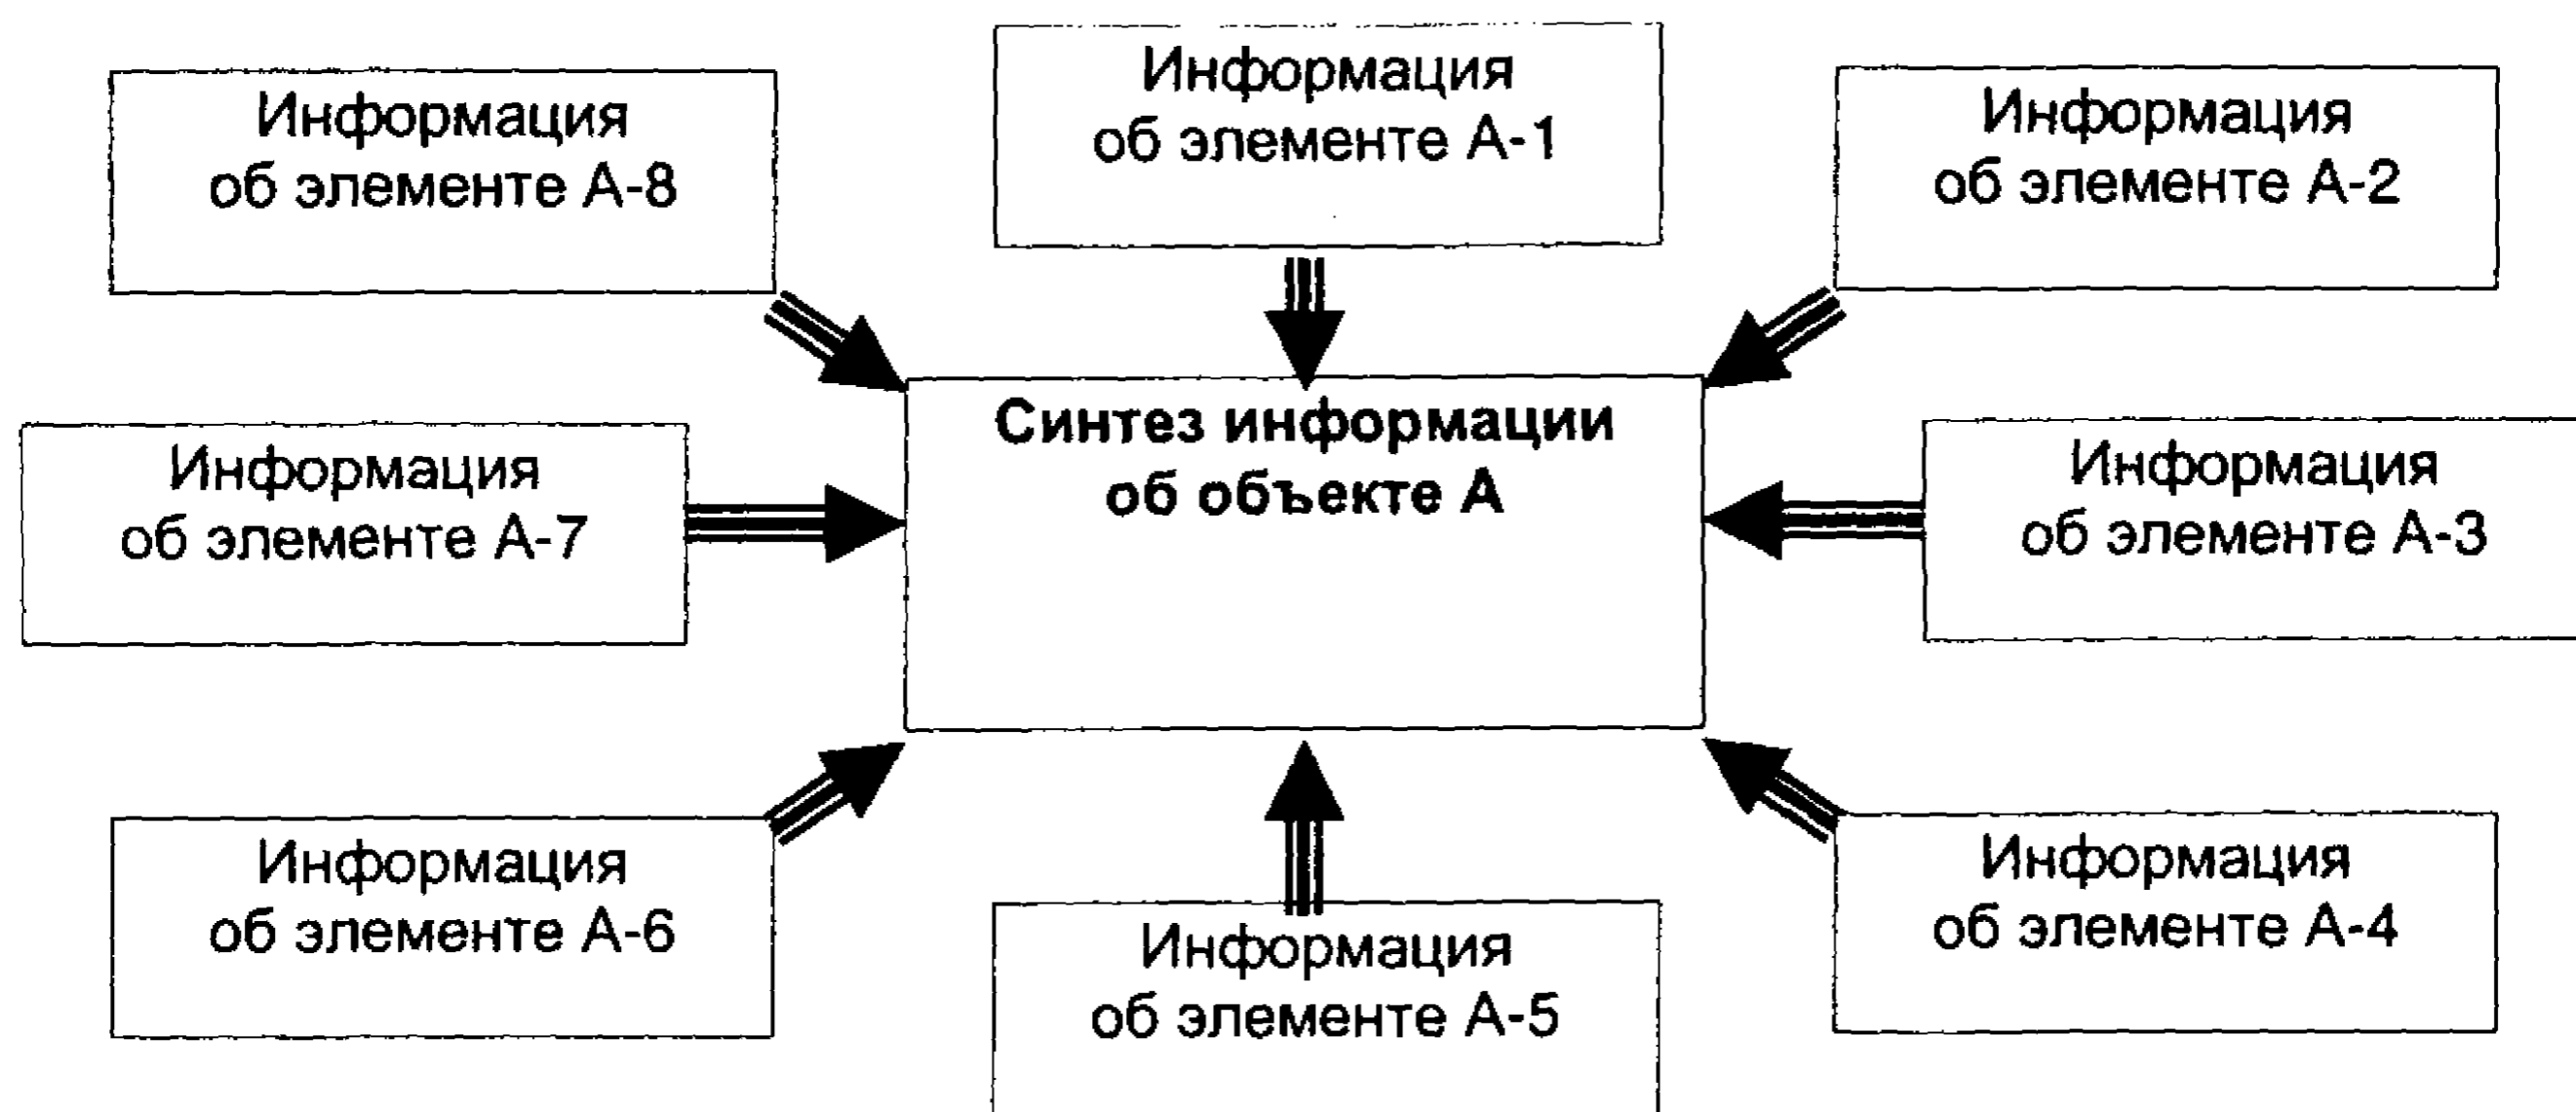 Информация
об элементе А-8
Информация
об элементе А-1
Информация
об элементе А-2
Информация
об элементе А-7
Синтез информации
об объекте А
Информация
об элементе А-3
Информация
об элементе А-6
Информация
об элементе А-5
Информация
об элементе А-4